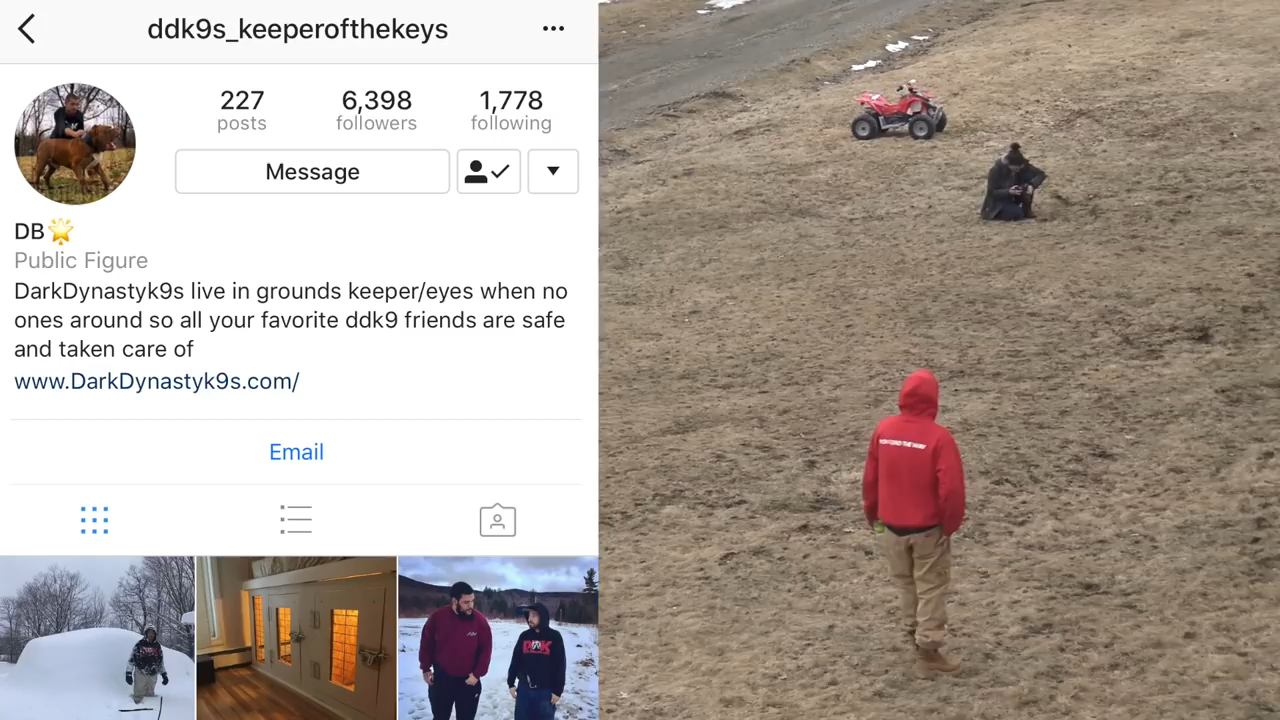 ddk9s_keeperofthekeys
227
6,398
1,778
posts
followers
following
Message
DB
Public Figure
DarkDynastyk9s live in grounds keeper/eyes when no
ones around so all your favorite ddk9 friends are safe
and taken care of
www.DarkDynastyk9s.com/
Email
THE WAY